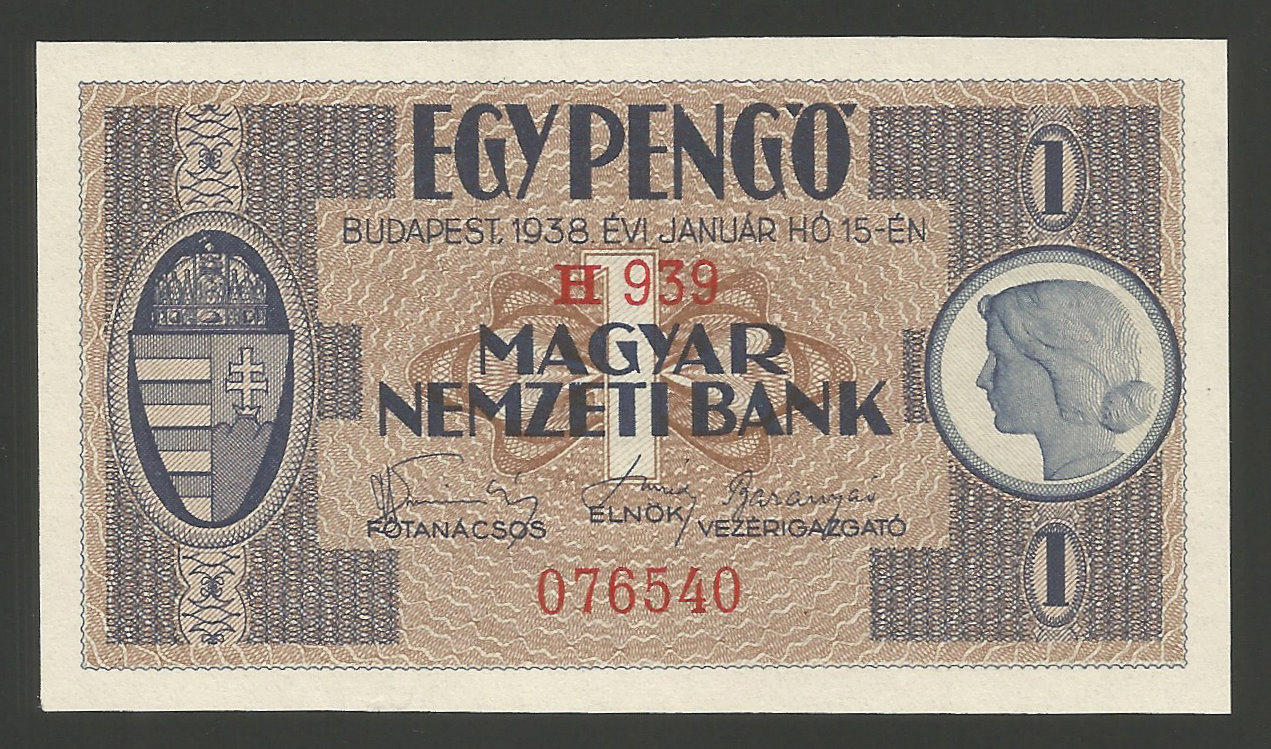 EGY PENGŐ
BUDAPEST, 1938. ÉVI JANUÁR HÓ 15-ÉN
H 939
1
MAGYAR
NEMZETI BANK
FŐTANÁCSOS ELNÖK VEZÉRIGAZGATÓ
076540
1
1